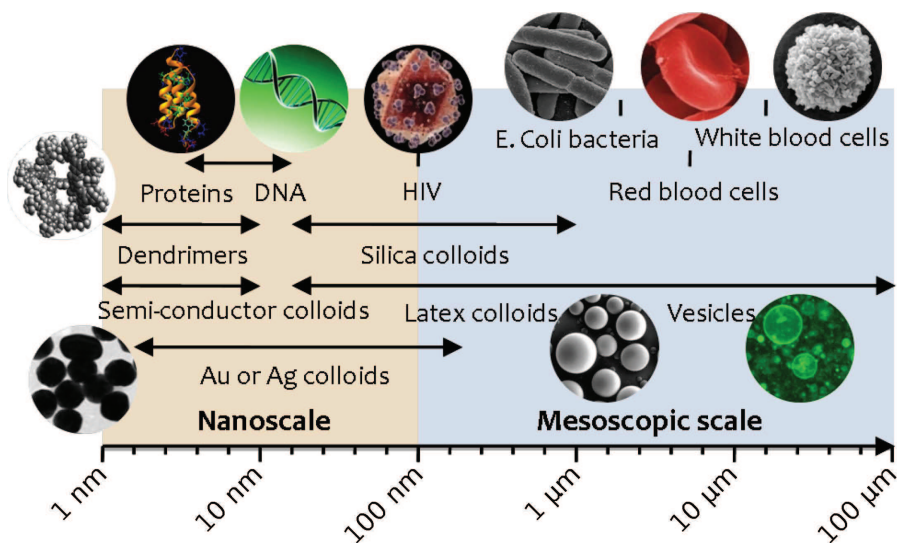 E. Coli bacteria
White blood cells
Proteins
DNA
HIV
Red blood cells
Dendrimers
Silica colloids
Semi-conductor colloids
Latex colloids
Vesicles
Au or Ag colloids
Nanoscale
Mesoscopic scale
1 nm
10 nm
100 nm
1 µm
10 µm
100 µm